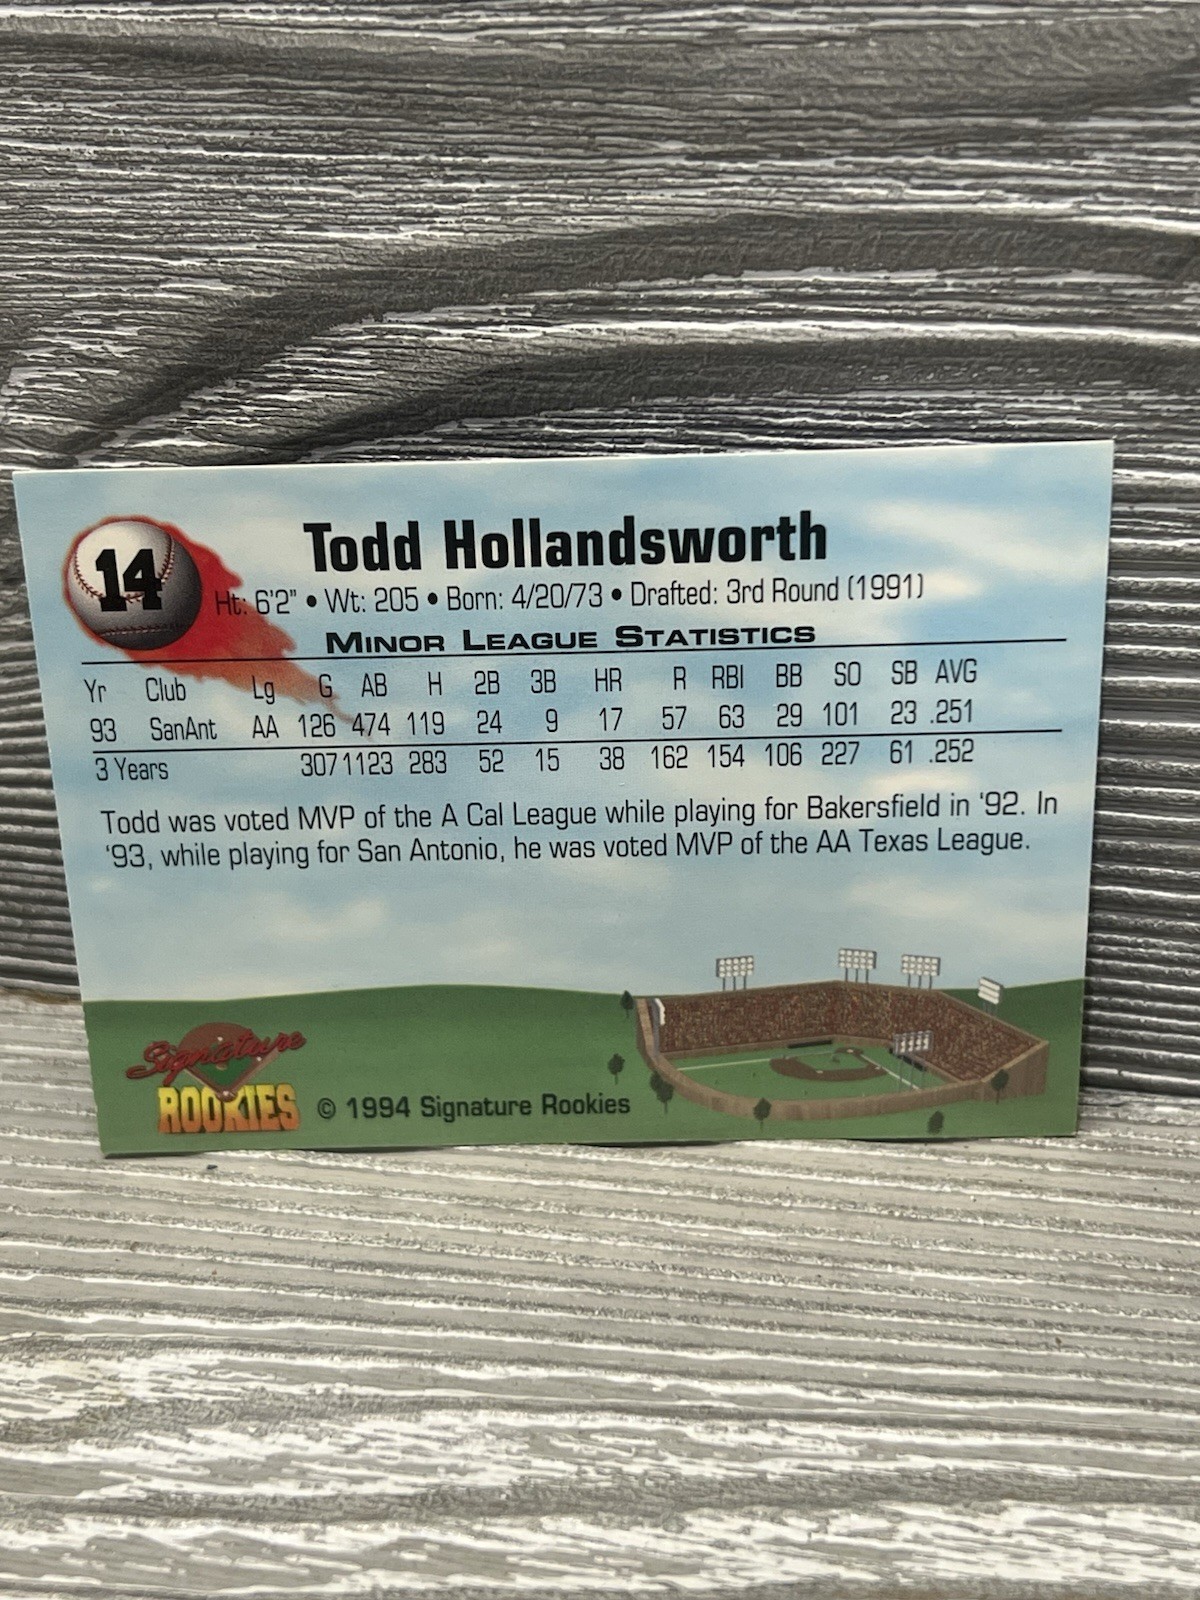 14
Todd Hollandsworth
Ht: 6'2" • Wt: 205 • Born: 4/20/73 • Drafted: 3rd Round (1991)
MINOR LEAGUE STATISTICS
Yr Club Lg G AB H 2B 3B HR R RBI BB SO SB AVG
93 SanAnt AA 126 474 119 24 9 17 57 63 29 101 23 .251
3 Years 307 1123 283 52 15 38 162 154 106 227 61 .252
Todd was voted MVP of the A Cal League while playing for Bakersfield in '92. In
'93, while playing for San Antonio, he was voted MVP of the AA Texas League.
Signature
ROOKIES
© 1994 Signature Rookies